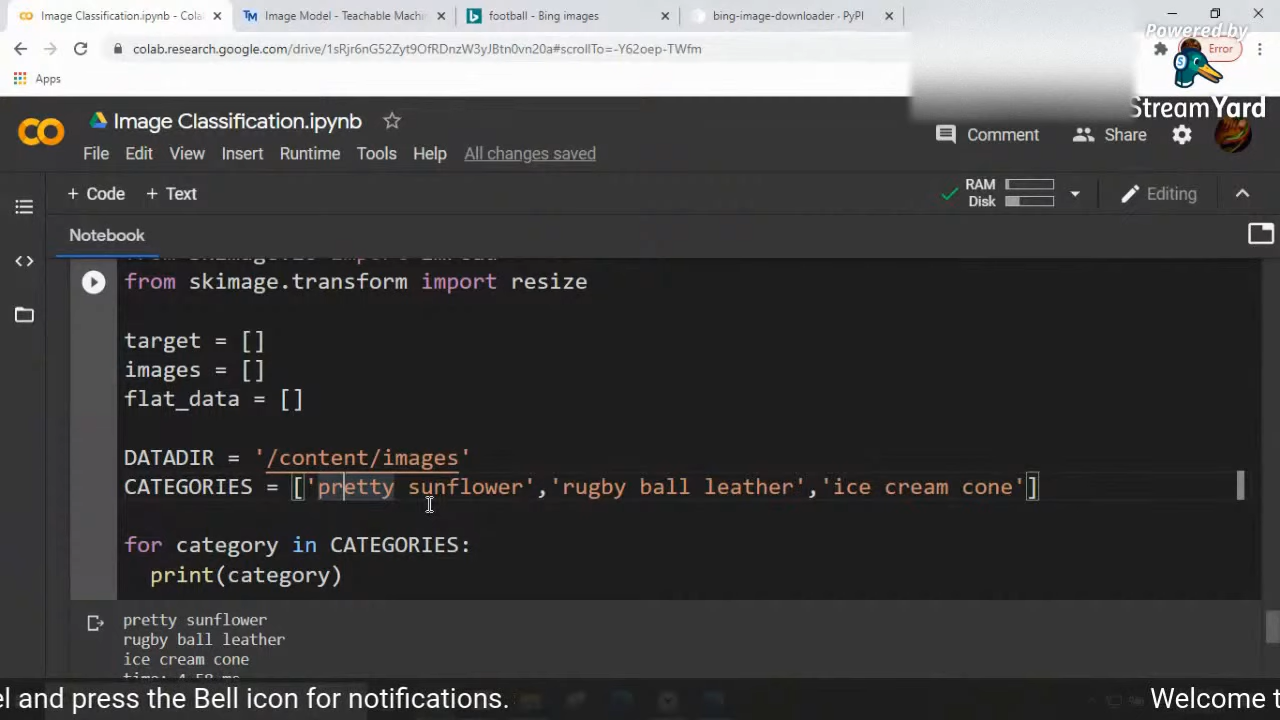 Image Classification.ipynb - Cola
Image Model - Teachable Machi
football - Bing images
bing-image-downloader · PyPI
colab.research.google.com/drive/1sRjr6nG52Zyt9OfRDnzW3yJBtn0vn20a#scrollTo=-Y62oep-TWfm
Error
Powered by
StreamYard
Apps
Image Classification.ipynb
Comment
Share
File Edit View Insert Runtime Tools Help All changes saved
+ Code + Text
RAM
Disk
Editing
Notebook
from skimage.transform import resize
target = []
images = []
flat_data = []
DATADIR = '/content/images'
CATEGORIES = ['pretty sunflower','rugby ball leather','ice cream cone']
for category in CATEGORIES:
print(category)
pretty sunflower
rugby ball leather
ice cream cone
el and press the Bell icon for notifications.
Welcome t